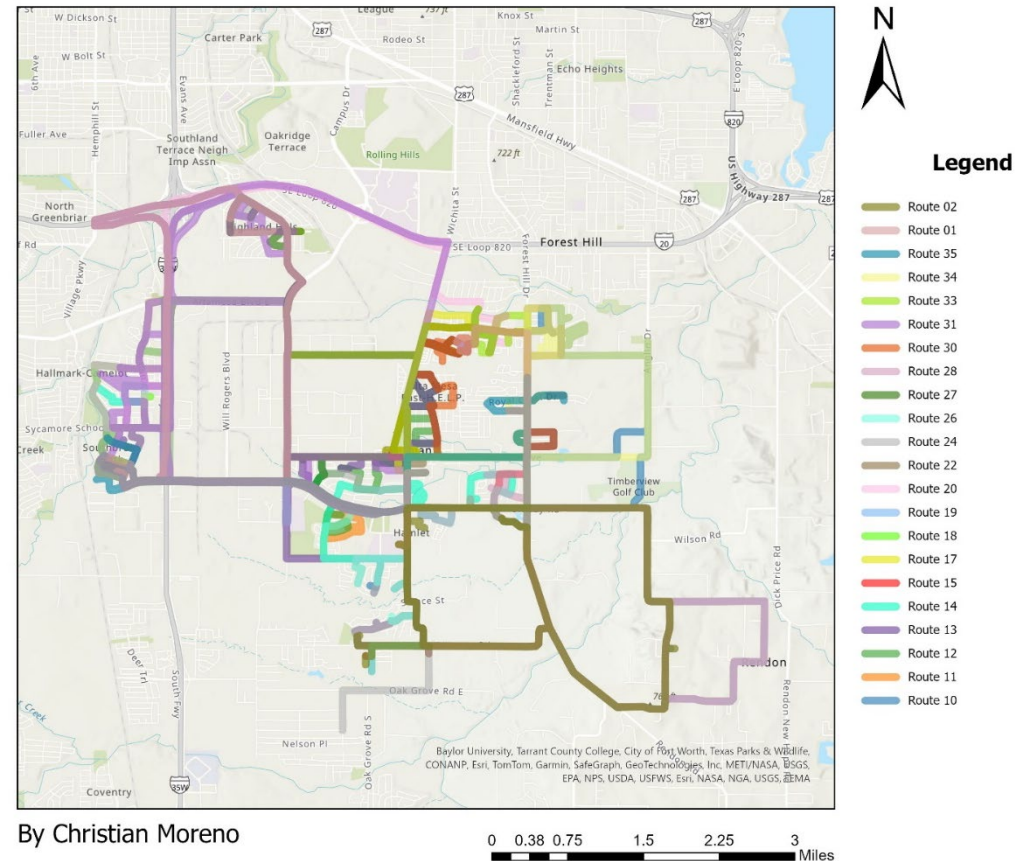 League
737 ft
Knox St
287
W Dickson St
287
Carter Park
Rodeo St
Martin St
6th Ave
W Bolt St
Evans Ave
Shackleford St
Trentman St
Echo Heights
E Loop 820 S
Hemphill St
Campus Dr
287
820
Fuller Ave
Southland
Terrace Neigh
Imp Assn
Oakridge
Terrace
Rolling Hills
722 ft
Mansfield Hwy
US Highway 287
287
287
North
Greenbriar
SE Loop 820
Wichita St
Highland Hills
SE Loop 820
Forest Hill
20
f Rd
Village Pkwy
Forest Hill Dr
Hallmark-Camelot
Will Rogers Blvd
Sycamore School
Creek
Timberview
Golf Club
Hamlet
Wilson Rd
Dick Price Rd
Rendon
Deer Trl
South Fwy
Oak Grove Rd E
Oak Grove Rd S
Nelson Pl
Coventry
35W
Baylor University, Tarrant County College, City of Fort Worth, Texas Parks & Wildlife,
CONANP, Esri, TomTom, Garmin, SafeGraph, GeoTechnologies, Inc, METI/NASA, USGS,
EPA, NPS, USDA, USFWS, Esri, NASA, NGA, USGS, FEMA
N
Legend
Route 02
Route 01
Route 35
Route 34
Route 33
Route 31
Route 30
Route 28
Route 27
Route 26
Route 24
Route 22
Route 20
Route 19
Route 18
Route 17
Route 15
Route 14
Route 13
Route 12
Route 11
Route 10
By Christian Moreno
0 0.38 0.75 1.5 2.25 3
Miles